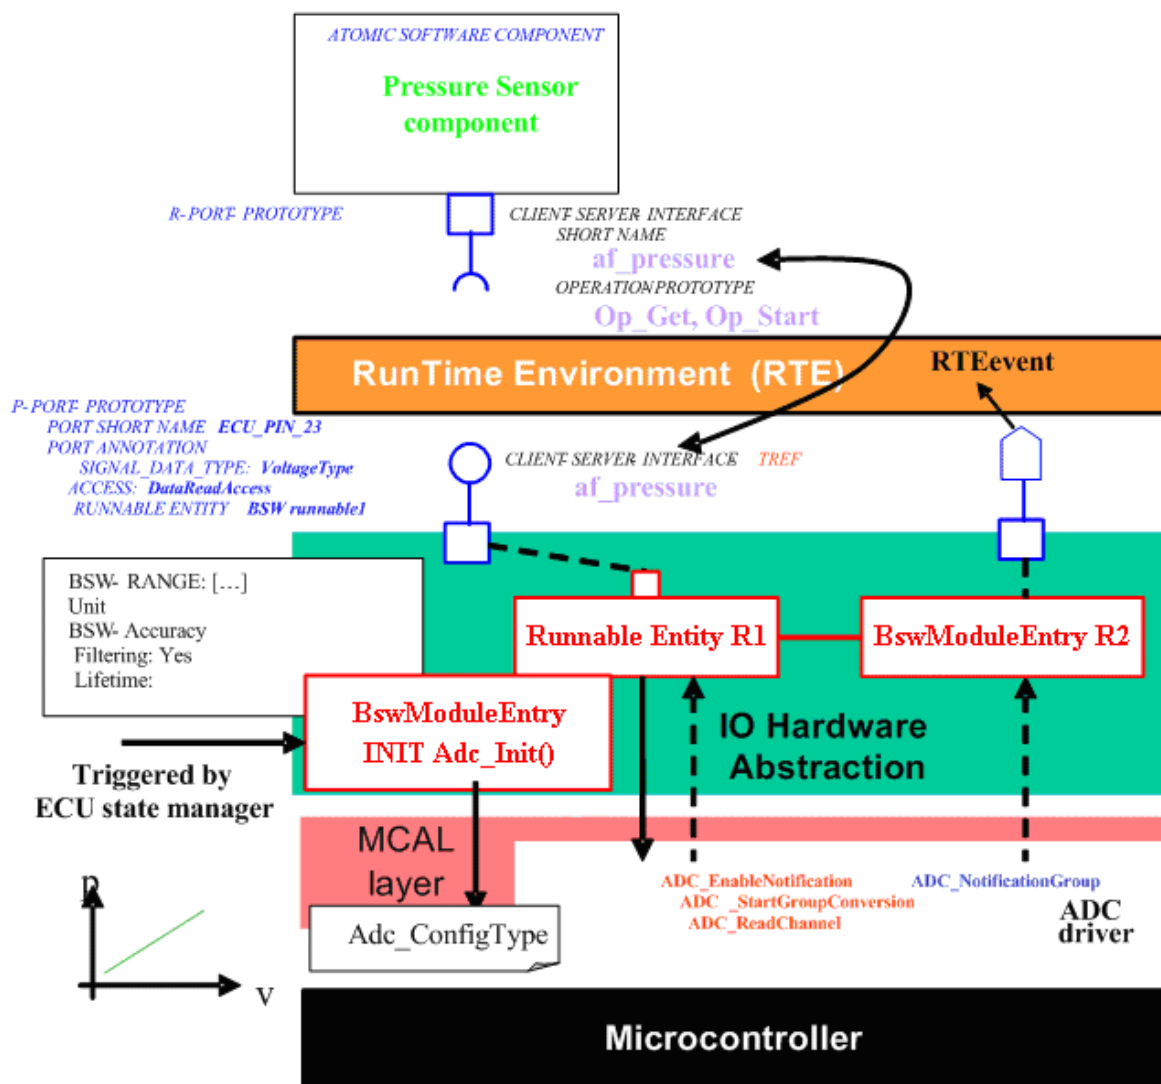 ATOMIC SOFTWARE COMPONENT
Pressure Sensor
component
R-PORT-PROTOTYPE
CLIENT-SERVER-INTERFACE
SHORT NAME
af_pressure
OPERATION-PROTOTYPE
Op_Get, Op_Start
RunTime Environment (RTE)
RTEevent
P-PORT-PROTOTYPE
PORT SHORT NAME ECU_PIN_23
PORT ANNOTATION
SIGNAL_DATA_TYPE: VoltageType
ACCESS: DataReadAccess
RUNNABLE ENTITY BSW runnable1
CLIENT-SERVER-INTERFACE TREF
af_pressure
BSW- RANGE: [...]
Unit
BSW- Accuracy
Filtering: Yes
Lifetime:
Runnable Entity R1
BswModuleEntry R2
BswModuleEntry
INIT Adc_Init()
IO Hardware
Abstraction
Triggered by
ECU state manager
MCAL
layer
ADC_EnableNotification
ADC _StartGroupConversion
ADC_ReadChannel
ADC_NotificationGroup
ADC
driver
Adc_ConfigType
p
v
Microcontroller